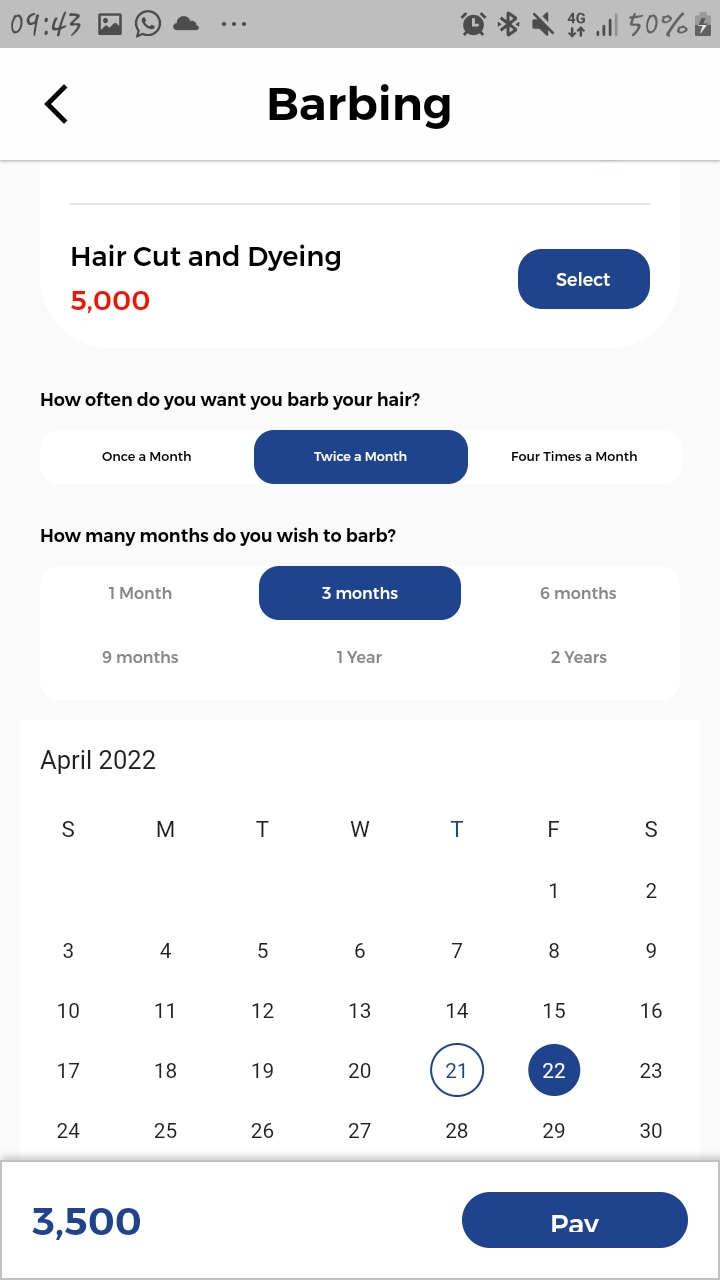 09:43 ... 4G 50%
Barbing
Hair Cut and Dyeing
5,000
Select
How often do you want you barb your hair?
Once a Month Twice a Month Four Times a Month
How many months do you wish to barb?
1 Month 3 months 6 months
9 months 1 Year 2 Years
April 2022
S M T W T F S
1 2
3 4 5 6 7 8 9
10 11 12 13 14 15 16
17 18 19 20 21 22 23
24 25 26 27 28 29 30
3,500 Pay